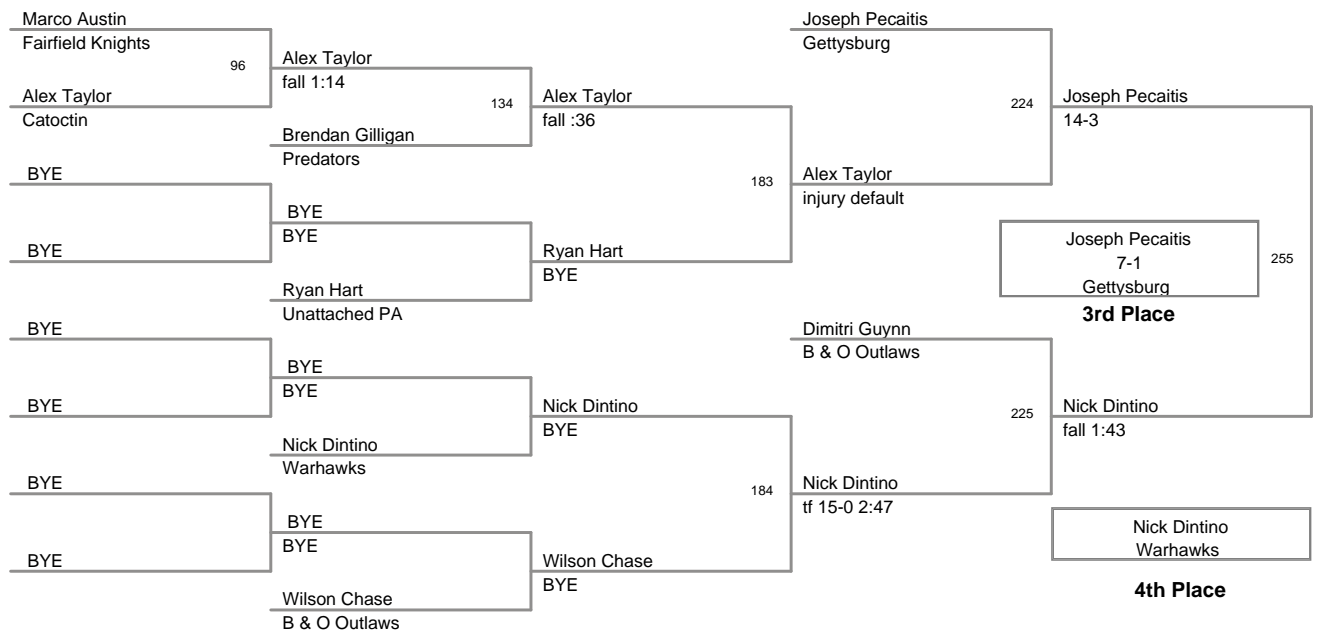 Marco Austin
Fairfield Knights
96
Alex Taylor
Catoctin
BYE
BYE
BYE
BYE
BYE
BYE
Alex Taylor
fall 1:14
134
Brendan Gilligan
Predators
BYE
BYE
Ryan Hart
Unattached PA
BYE
BYE
Nick Dintino
Warhawks
BYE
BYE
Wilson Chase
B & O Outlaws
Alex Taylor
fall :36
183
Ryan Hart
BYE
Nick Dintino
BYE
184
Wilson Chase
BYE
Joseph Pecaitis
Gettysburg
224
Alex Taylor
injury default
Dimitri Guynn
B & O Outlaws
225
Nick Dintino
tf 15-0 2:47
Joseph Pecaitis
14-3
255
Nick Dintino
fall 1:43
Joseph Pecaitis
7-1
Gettysburg
3rd Place
Nick Dintino
Warhawks
4th Place